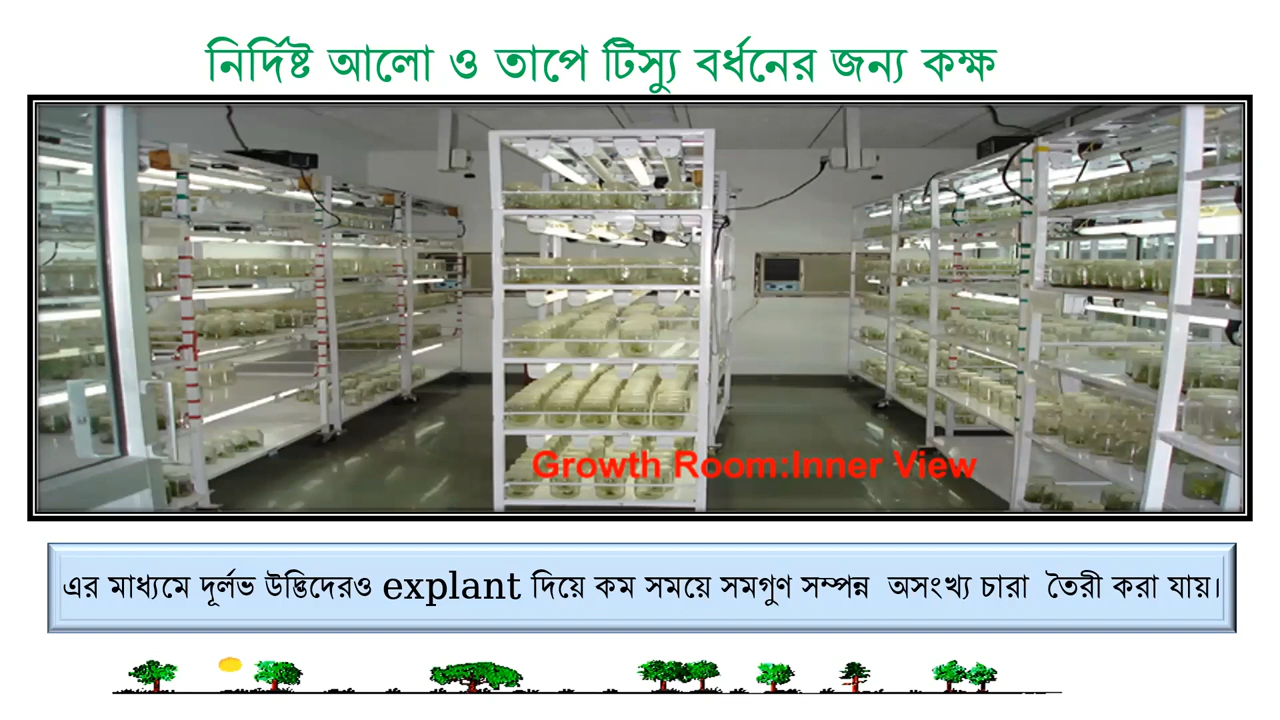 নির্দিষ্ট আলো ও তাপে টিস্যু বর্ধনের জন্য কক্ষ
Growth Room:Inner View
এর মাধ্যমে দূর্লভ উদ্ভিদেরও explant দিয়ে কম সময়ে সমগুণ সম্পন্ন অসংখ্য চারা তৈরী করা যায়।